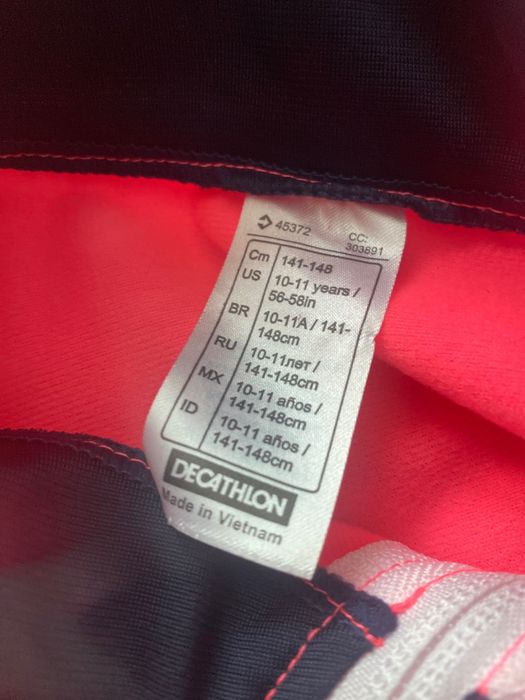 45372
CC:
303891
Cm 141-148
US 10-11 years /
56-58in
BR 10-11A / 141-
148cm
RU 10-11лет /
141-148cm
MX 10-11 años /
141-148cm
ID 10-11 años /
141-148cm
DECATHLON
Made in Vietnam